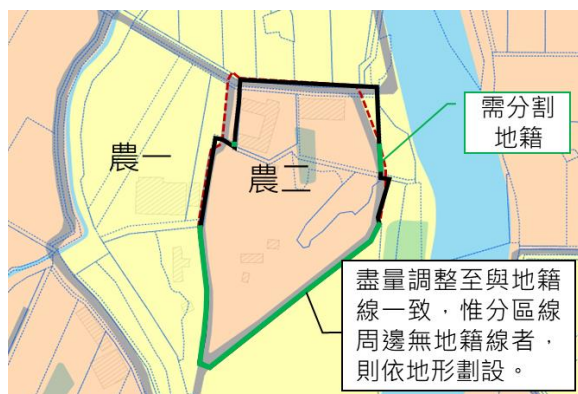 需分割
地籍
農一
農二
盡量調整至與地籍
線一致，惟分區線
周邊無地籍線者，
則依地形劃設。